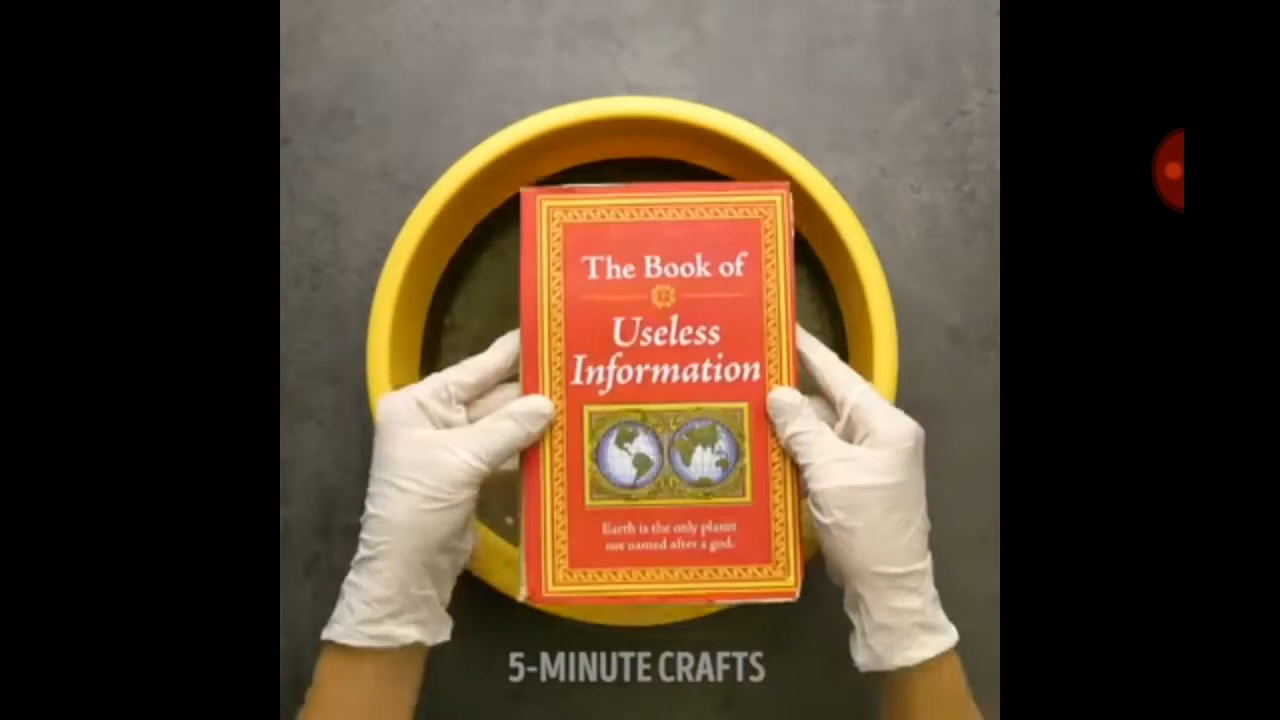 The Book of
Useless
Information
Earth is the only planet
not named after a god.
5-MINUTE CRAFTS